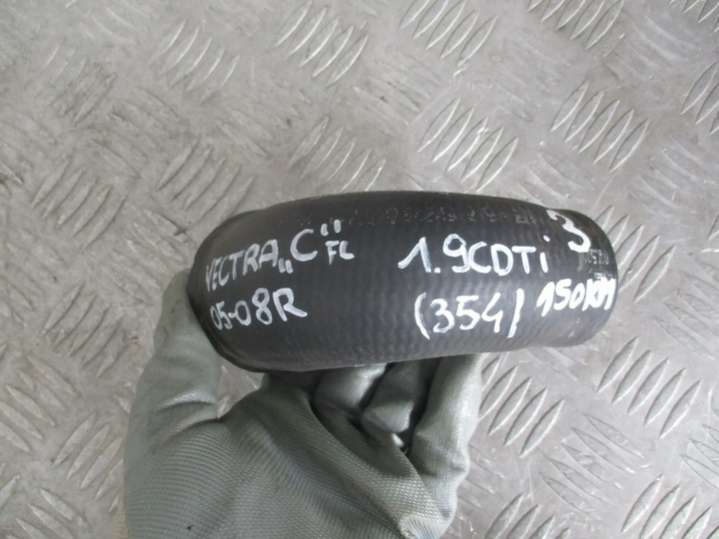 VECTRA „C“ FL
05-08R
1.9CDTi
(354) 150KM
3